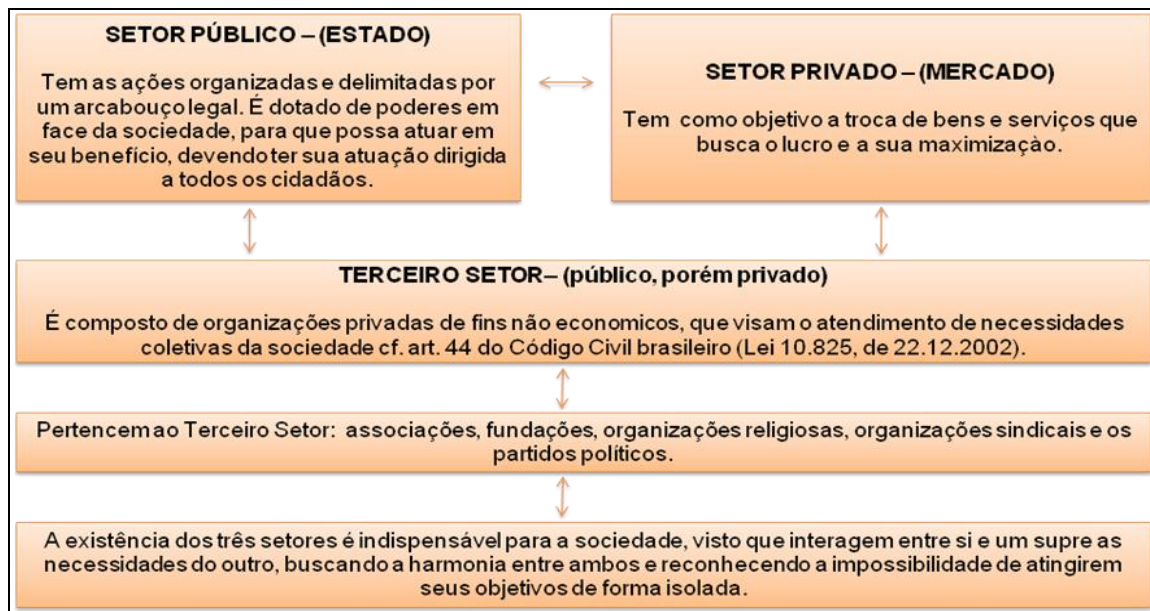 SETOR PÚBLICO – (ESTADO)
Tem as ações organizadas e delimitadas por
um arcabouço legal. É dotado de poderes em
face da sociedade, para que possa atuar em
seu benefício, devendo ter sua atuação dirigida
a todos os cidadãos.
SETOR PRIVADO – (MERCADO)
Tem como objetivo a troca de bens e serviços que
busca o lucro e a sua maximizaçào.
TERCEIRO SETOR– (público, porém privado)
É composto de organizações privadas de fins não economicos, que visam o atendimento de necessidades
coletivas da sociedade cf. art. 44 do Código Civil brasileiro (Lei 10.825, de 22.12.2002).
Pertencem ao Terceiro Setor: associações, fundações, organizações religiosas, organizações sindicais e os
partidos políticos.
A existência dos três setores é indispensável para a sociedade, visto que interagem entre si e um supre as
necessidades do outro, buscando a harmonia entre ambos e reconhecendo a impossibilidade de atingirem
seus objetivos de forma isolada.